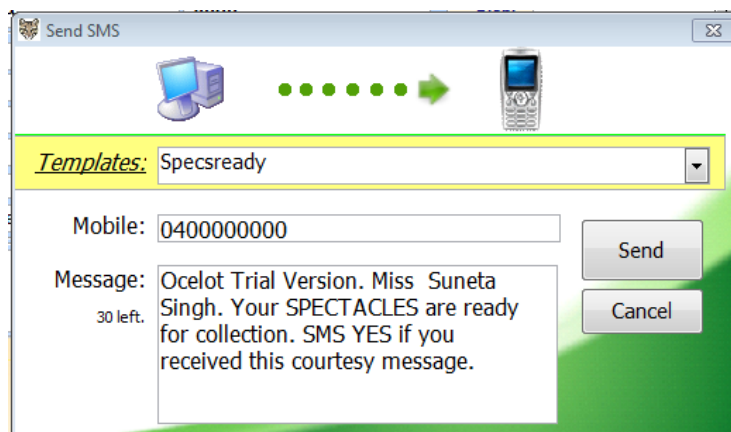 Send SMS
Templates:
Specsready
Mobile:
0400000000
Send
Message:
30 left.
Ocelot Trial Version. Miss  Suneta
Singh. Your SPECTACLES are ready
for collection. SMS YES if you
received this courtesy message.
Cancel